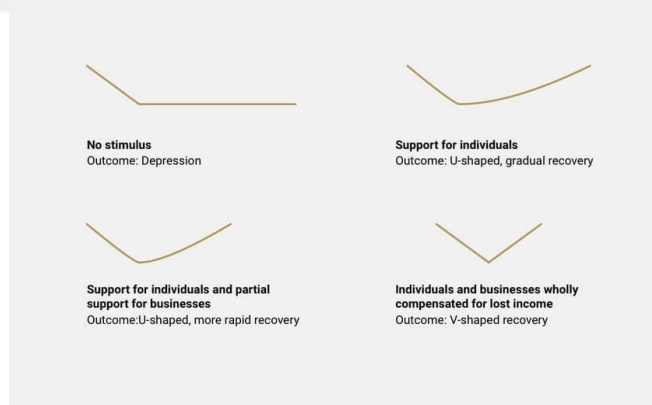 No stimulus
Outcome: Depression
Support for individuals
Outcome: U-shaped, gradual recovery
Support for individuals and partial
support for businesses
Outcome:U-shaped, more rapid recovery
Individuals and businesses wholly
compensated for lost income
Outcome: V-shaped recovery